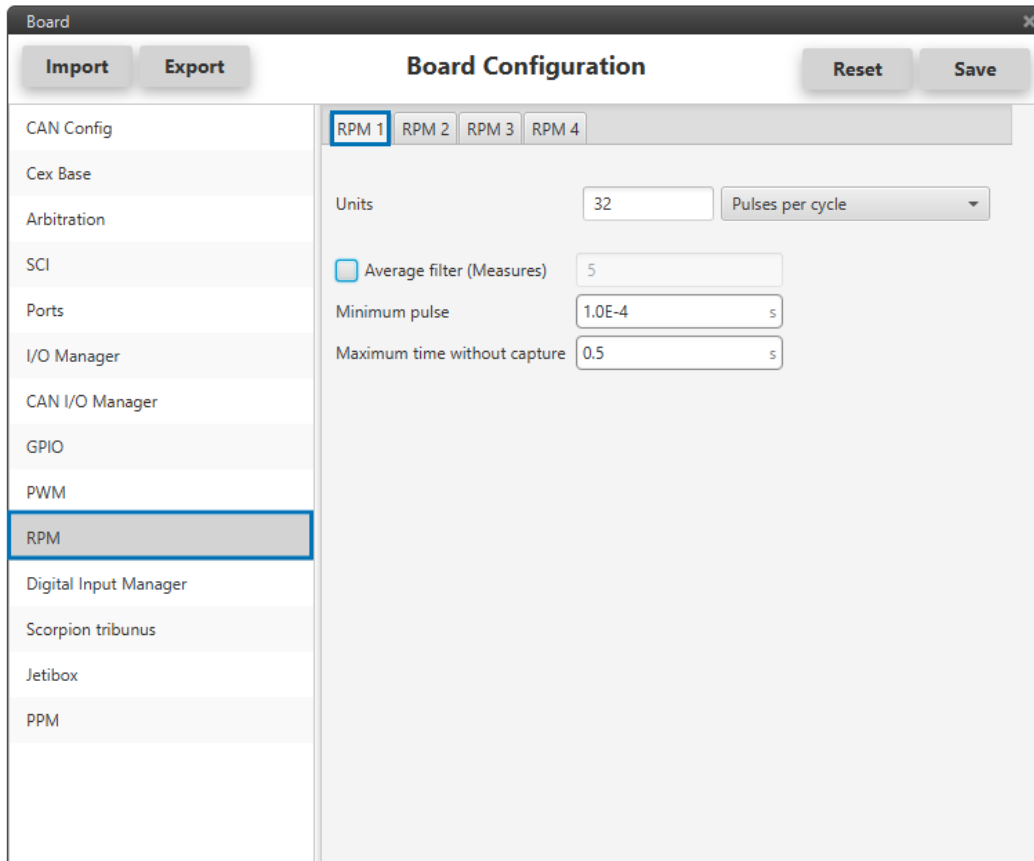 Board
Import Export Board Configuration Reset Save
CAN Config
Cex Base
Arbitration
SCI
Ports
I/O Manager
CAN I/O Manager
GPIO
PWM
RPM
Digital Input Manager
Scorpion tribunus
Jetibox
PPM
RPM 1 RPM 2 RPM 3 RPM 4
Units 32 Pulses per cycle
Average filter (Measures) 5
Minimum pulse 1.0E-4 s
Maximum time without capture 0.5 s